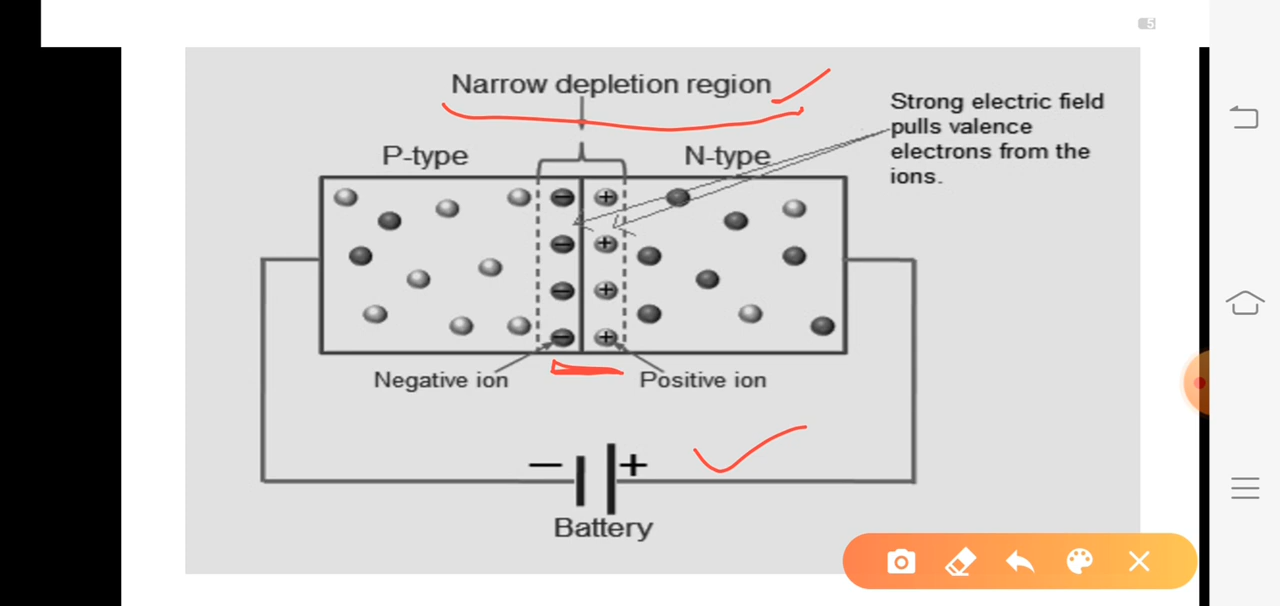 5
Narrow depletion region
Strong electric field
pulls valence
electrons from the
ions.
P-type
N-type
Negative ion
Positive ion
− +
Battery